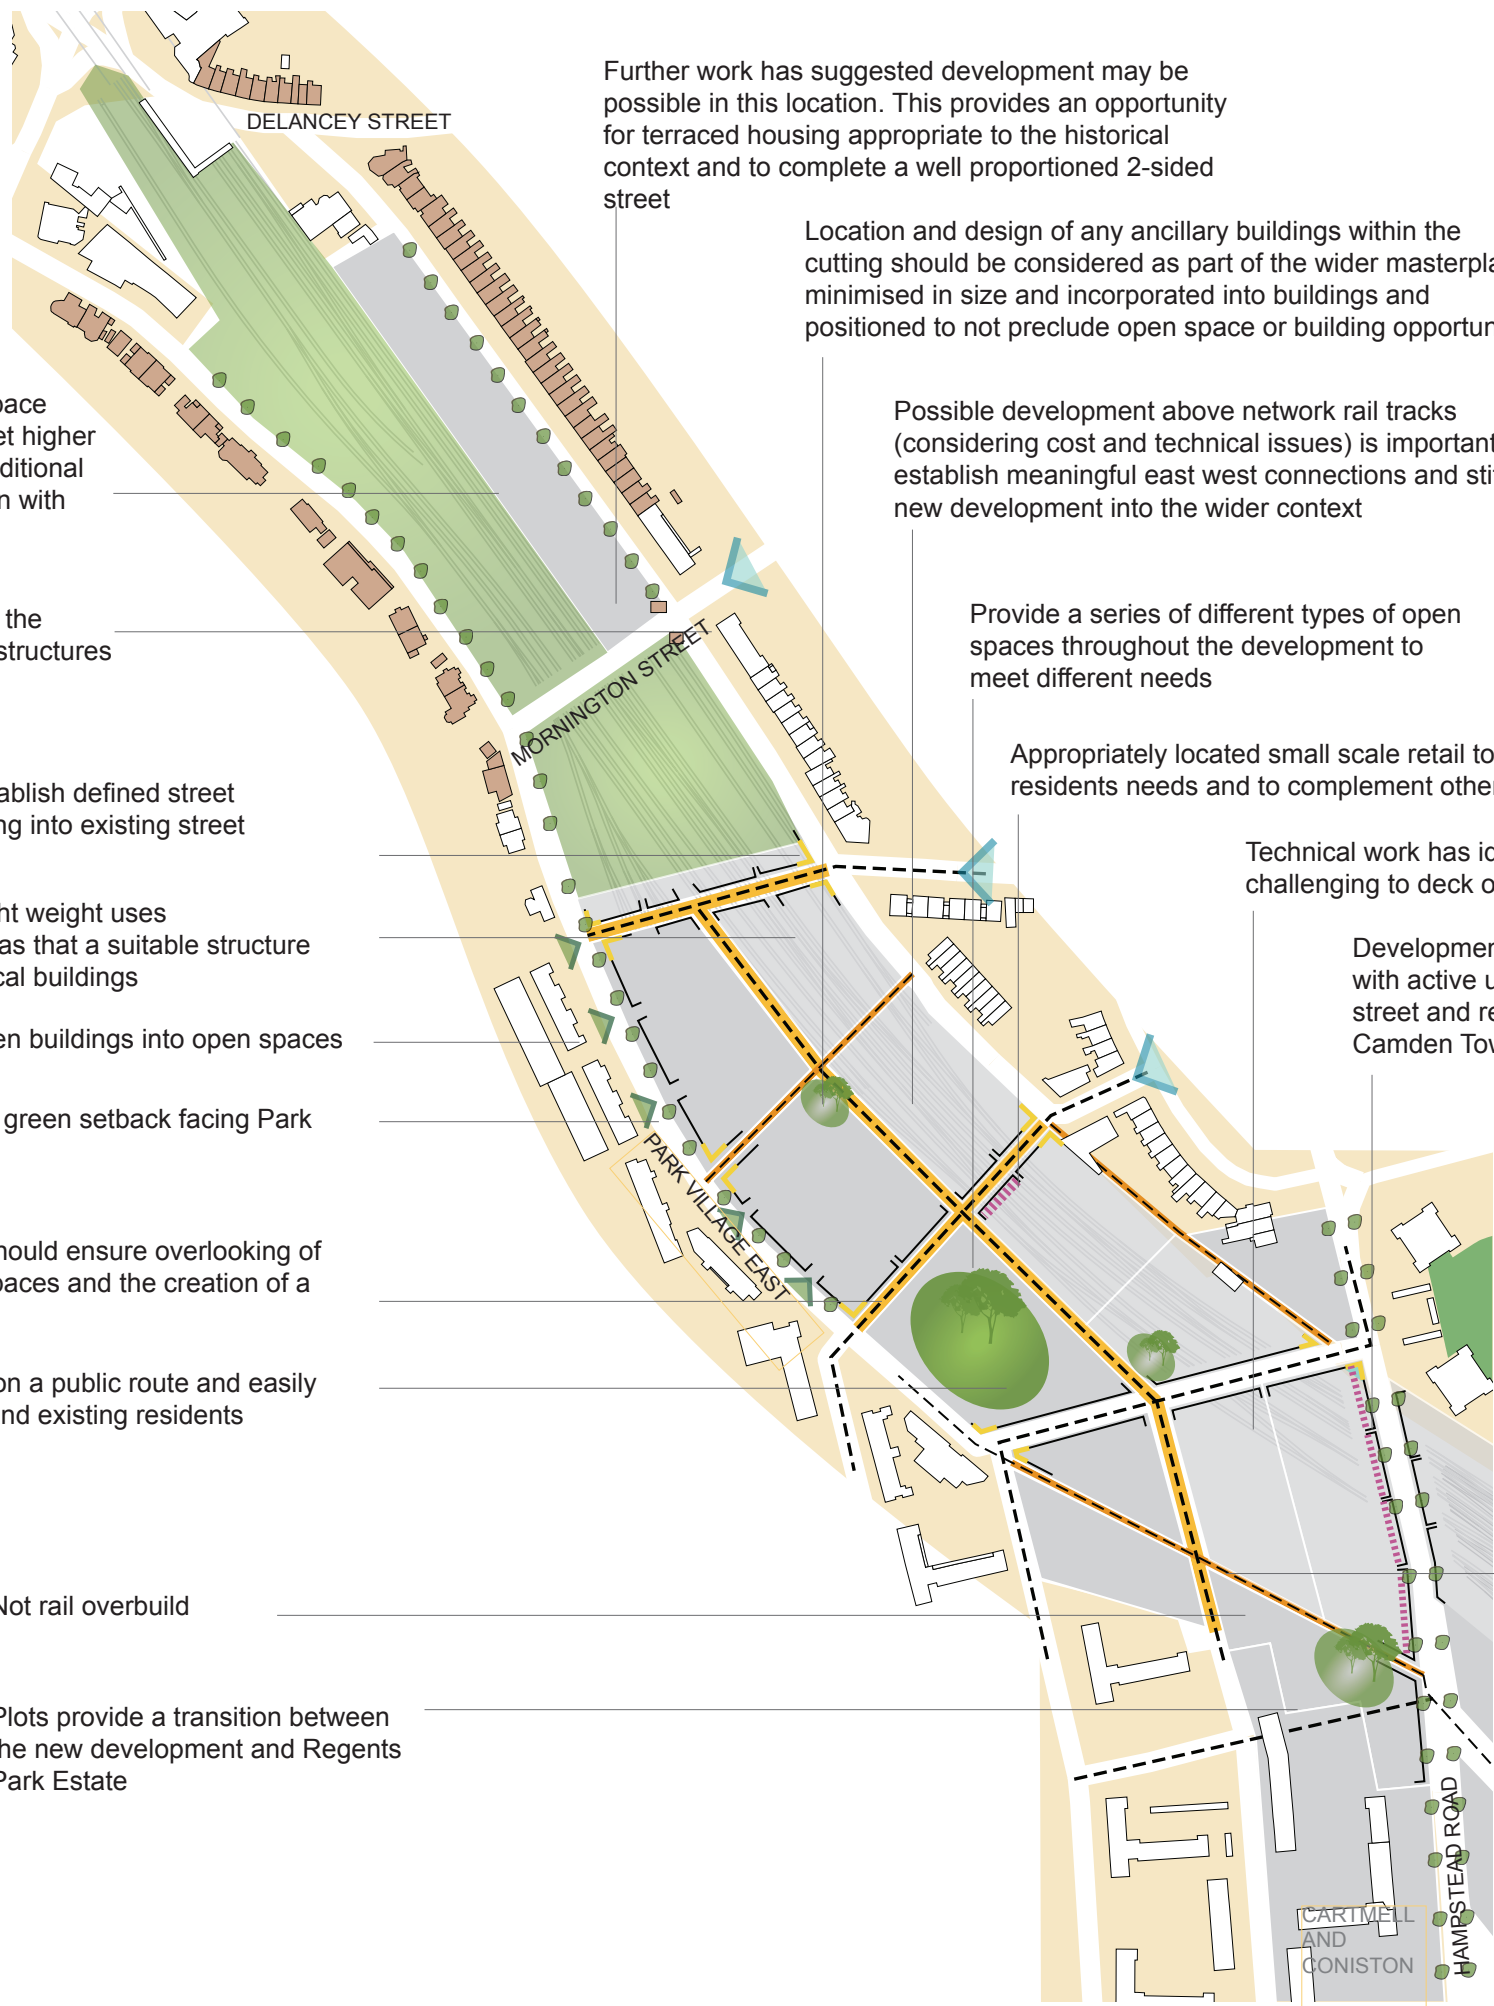 Further work has suggested development may be
possible in this location. This provides an opportunity
for terraced housing appropriate to the historical
context and to complete a well proportioned 2-sided
street
DELANCEY STREET
Location and design of any ancillary buildings within the
cutting should be considered as part of the wider masterpla
minimised in size and incorporated into buildings and
positioned to not preclude open space or building opportun
pace
et higher
ditional
n with
Possible development above network rail tracks
(considering cost and technical issues) is important
establish meaningful east west connections and sti
new development into the wider context
the
structures
Provide a series of different types of open
spaces throughout the development to
meet different needs
MORNINGTON STREET
Appropriately located small scale retail to
residents needs and to complement othe
ablish defined street
ng into existing street
Technical work has id
challenging to deck o
ht weight uses
as that a suitable structure
cal buildings
Developmen
with active u
street and re
Camden Tow
en buildings into open spaces
green setback facing Park
PARK VILLAGE EAST
hould ensure overlooking of
paces and the creation of a
on a public route and easily
nd existing residents
Not rail overbuild
Plots provide a transition between
the new development and Regents
Park Estate
HAMPSTEAD ROAD
CARTMELL
AND
CONISTON